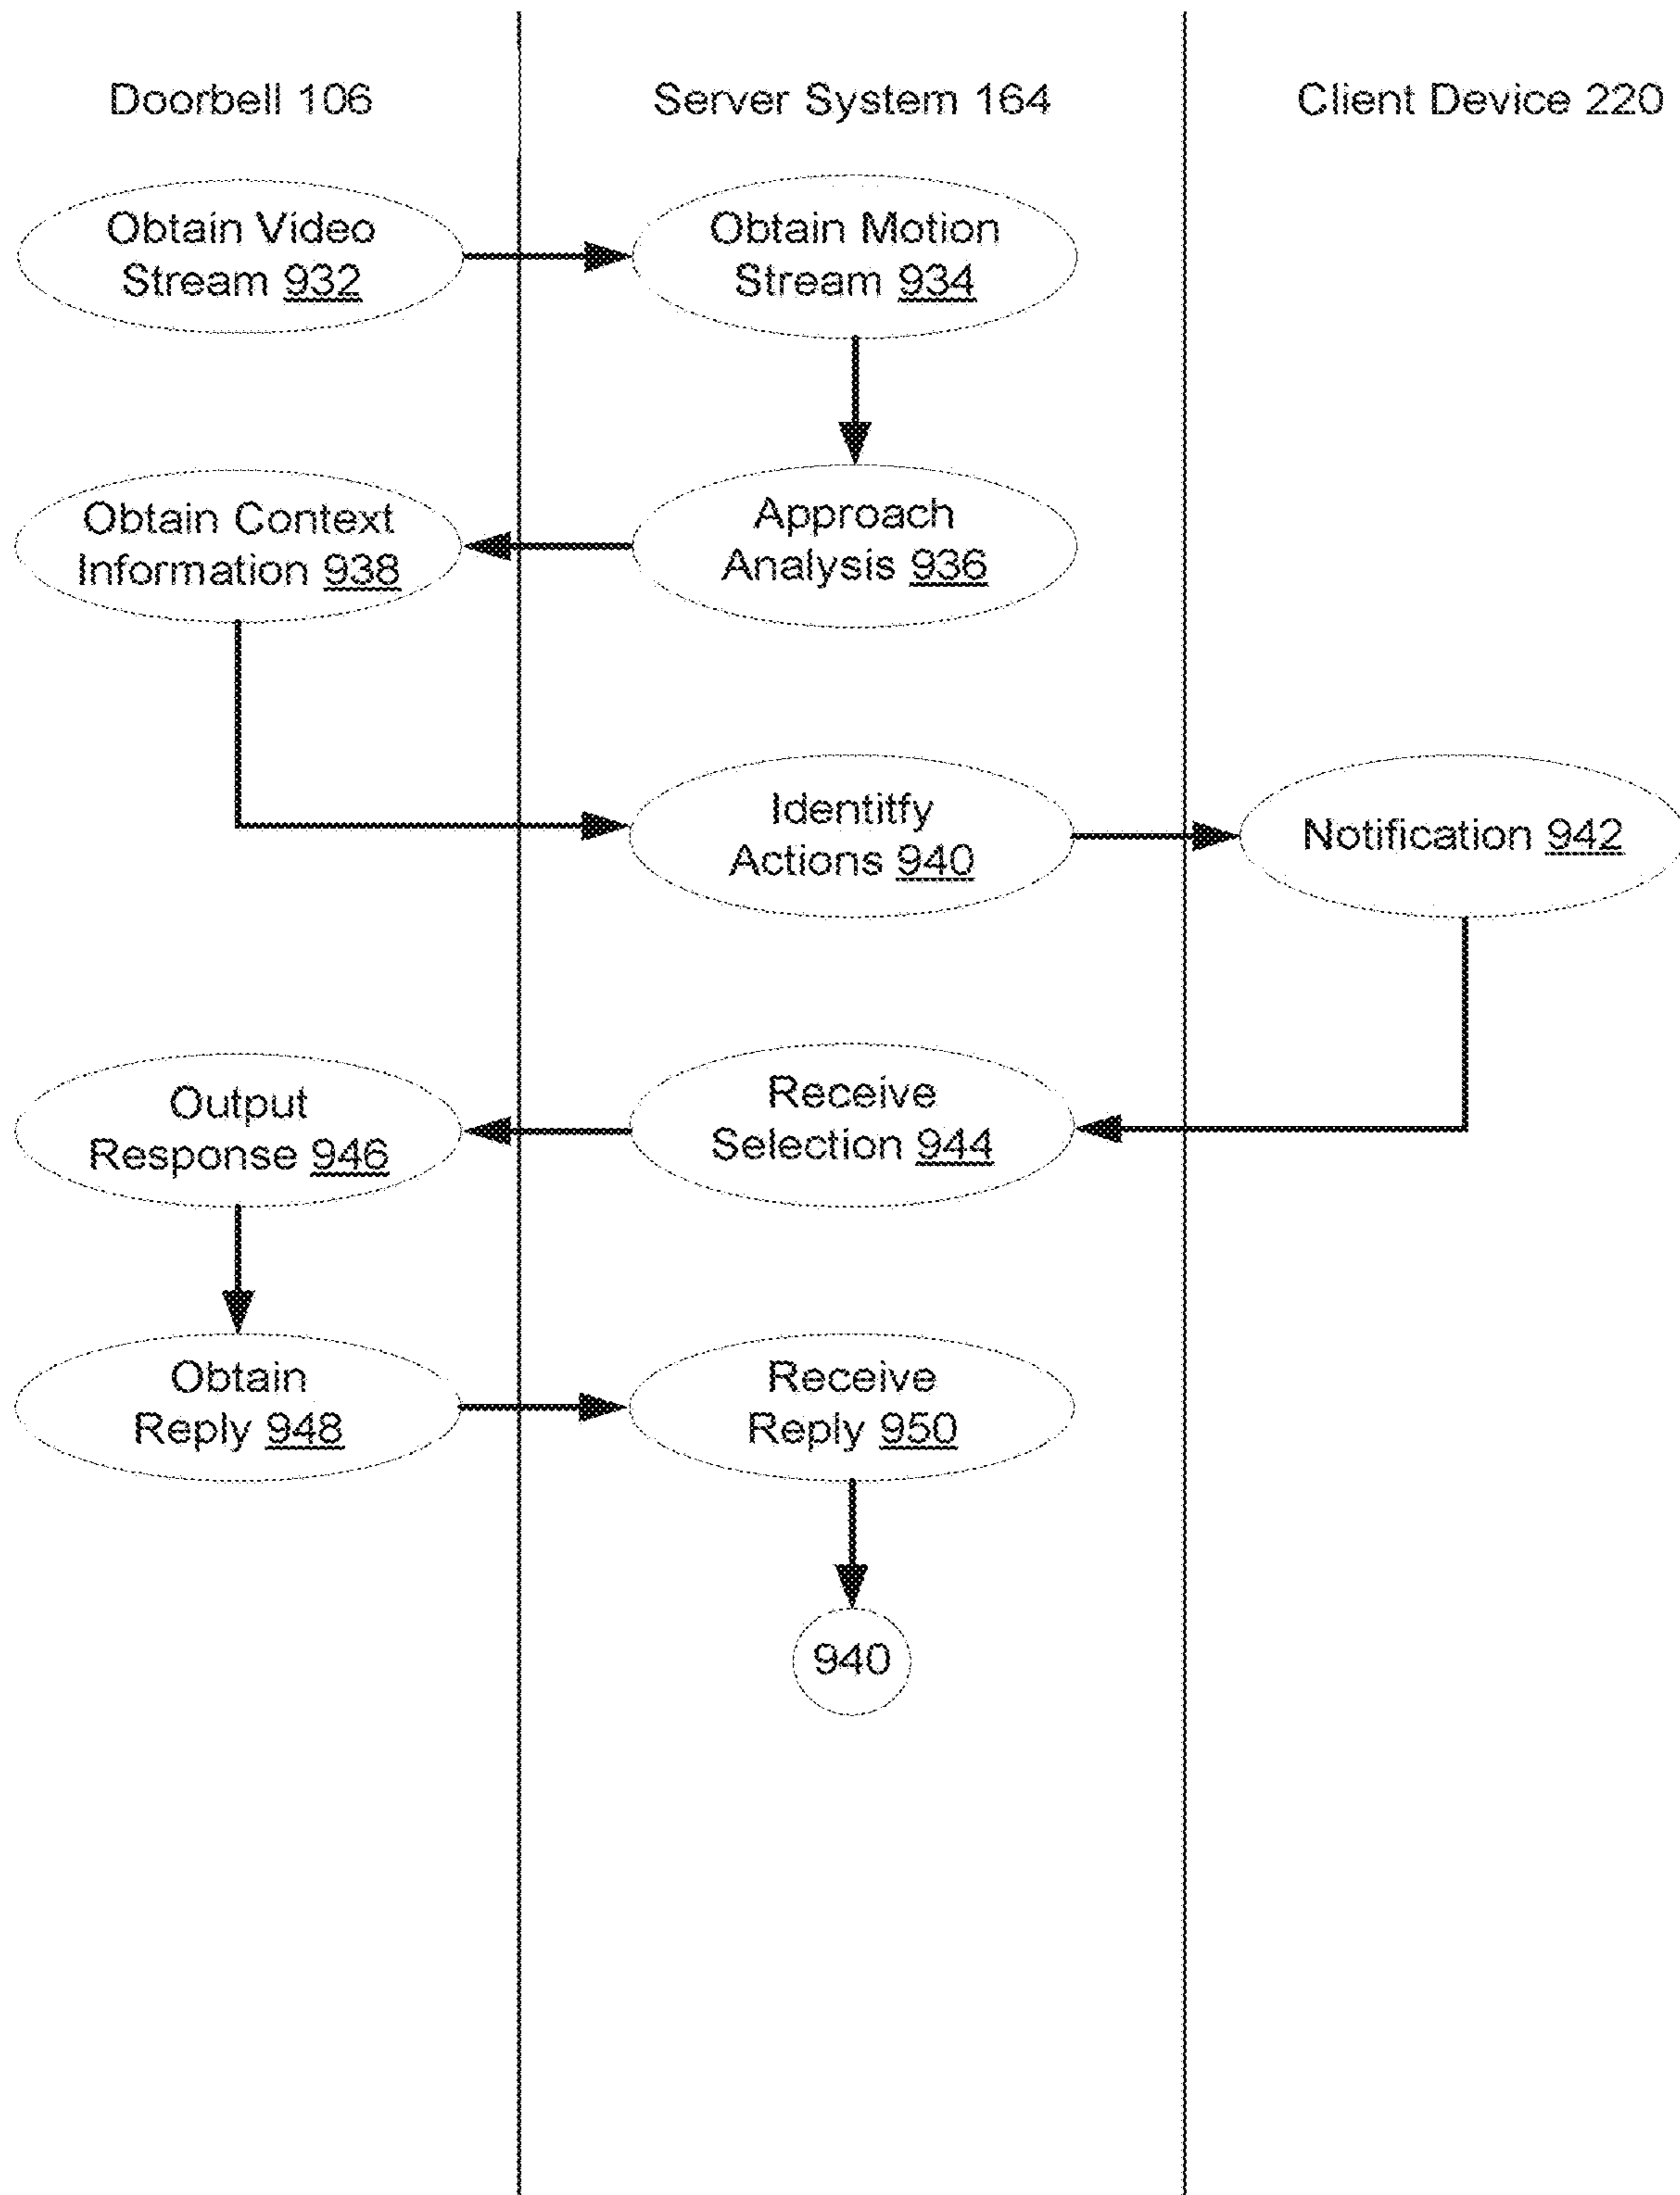 Doorbell 106
Server System 164
Client Device 220
Obtain Video
Stream 932
Obtain Motion
Stream 934
Approach
Analysis 936
Obtain Context
Information 938
Identitfy
Actions 940
Notification 942
Receive
Selection 944
Output
Response 946
Obtain
Reply 948
Receive
Reply 950
940